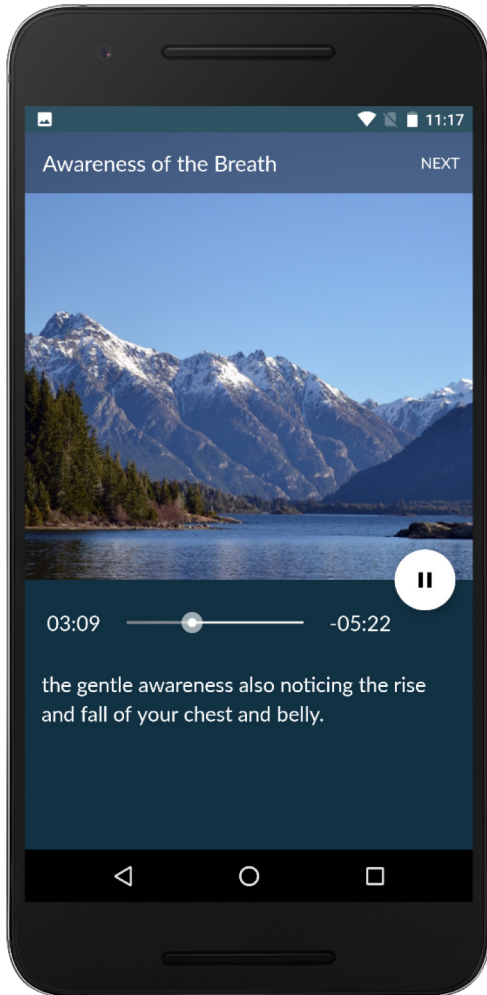 11:17
Awareness of the Breath
NEXT
03:09
-05:22
the gentle awareness also noticing the rise
and fall of your chest and belly.